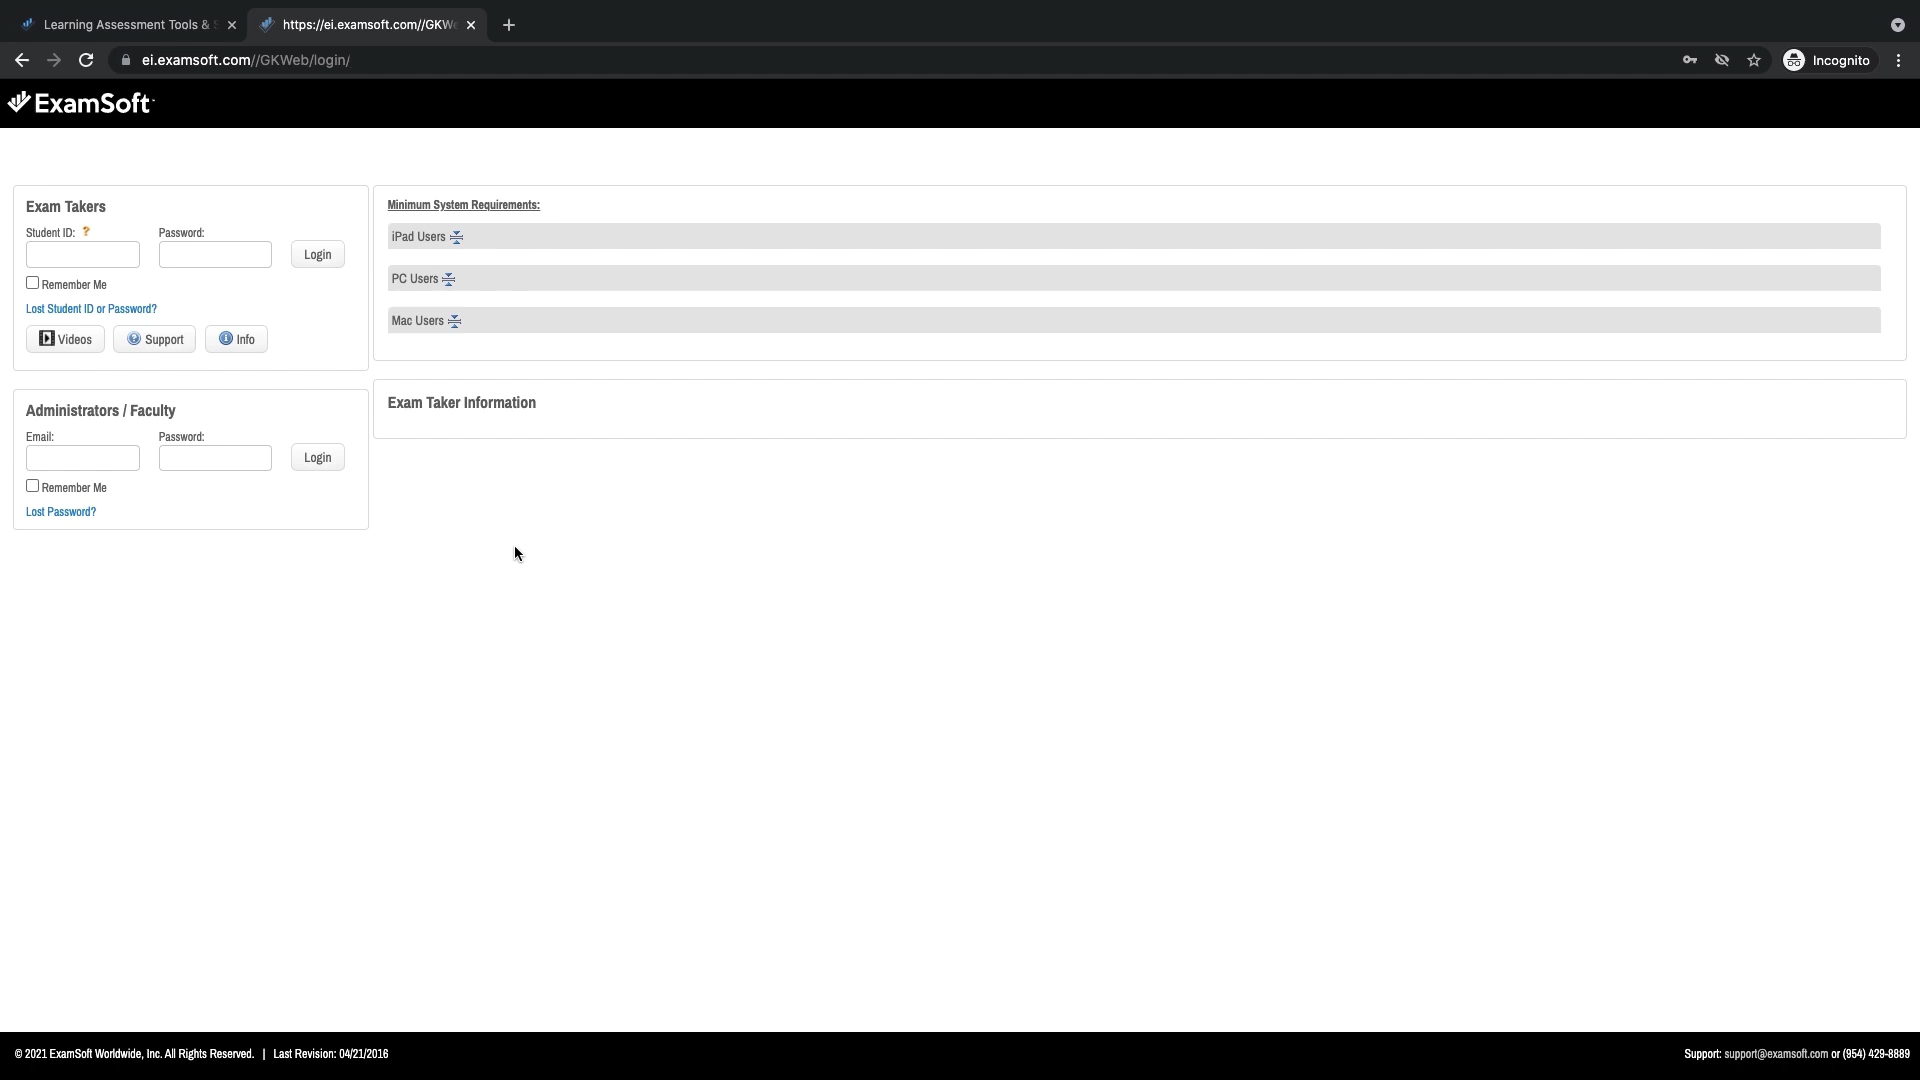 Learning Assessment Tools & S
https://ei.examsoft.com//GKWe
ei.examsoft.com//GKWeb/login/
Incognito
ExamSoft
Exam Takers
Student ID: ?
Password:
Login
Remember Me
Lost Student ID or Password?
Videos
Support
Info
Administrators / Faculty
Email:
Password:
Login
Remember Me
Lost Password?
Minimum System Requirements:
iPad Users
PC Users
Mac Users
Exam Taker Information
© 2021 ExamSoft Worldwide, Inc. All Rights Reserved. | Last Revision: 04/21/2016
Support: support@examsoft.com or (954) 429-8889